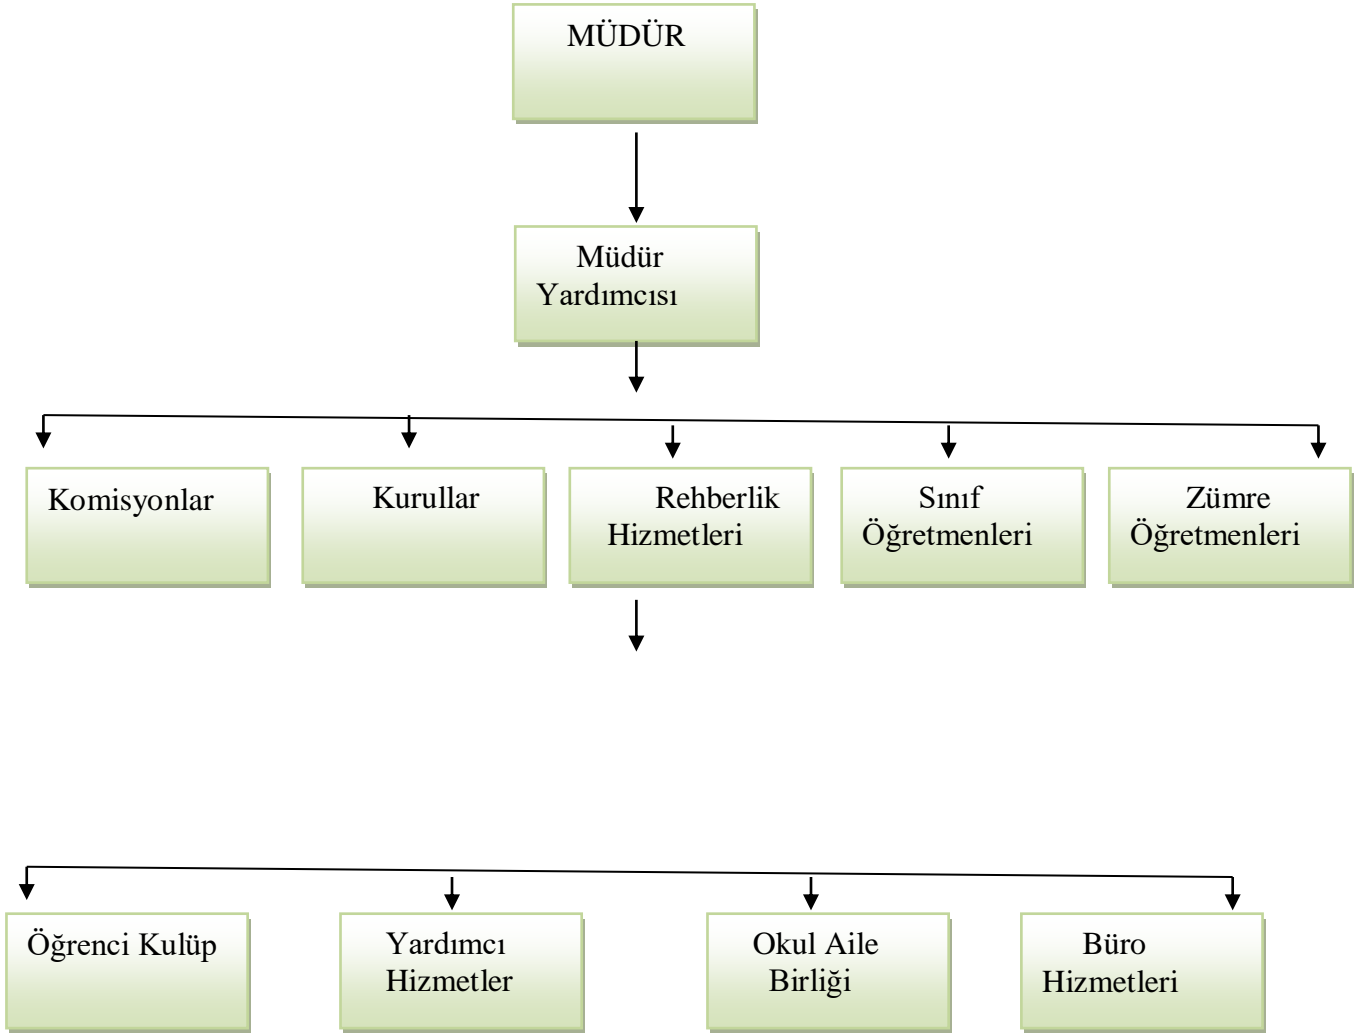 MÜDÜR
Müdür
Yardımcısı
Komisyonlar
Kurullar
Rehberlik
Hizmetleri
Sınıf
Öğretmenleri
Zümre
Öğretmenleri
Öğrenci Kulüp
Yardımcı
Hizmetler
Okul Aile
Birliği
Büro
Hizmetleri